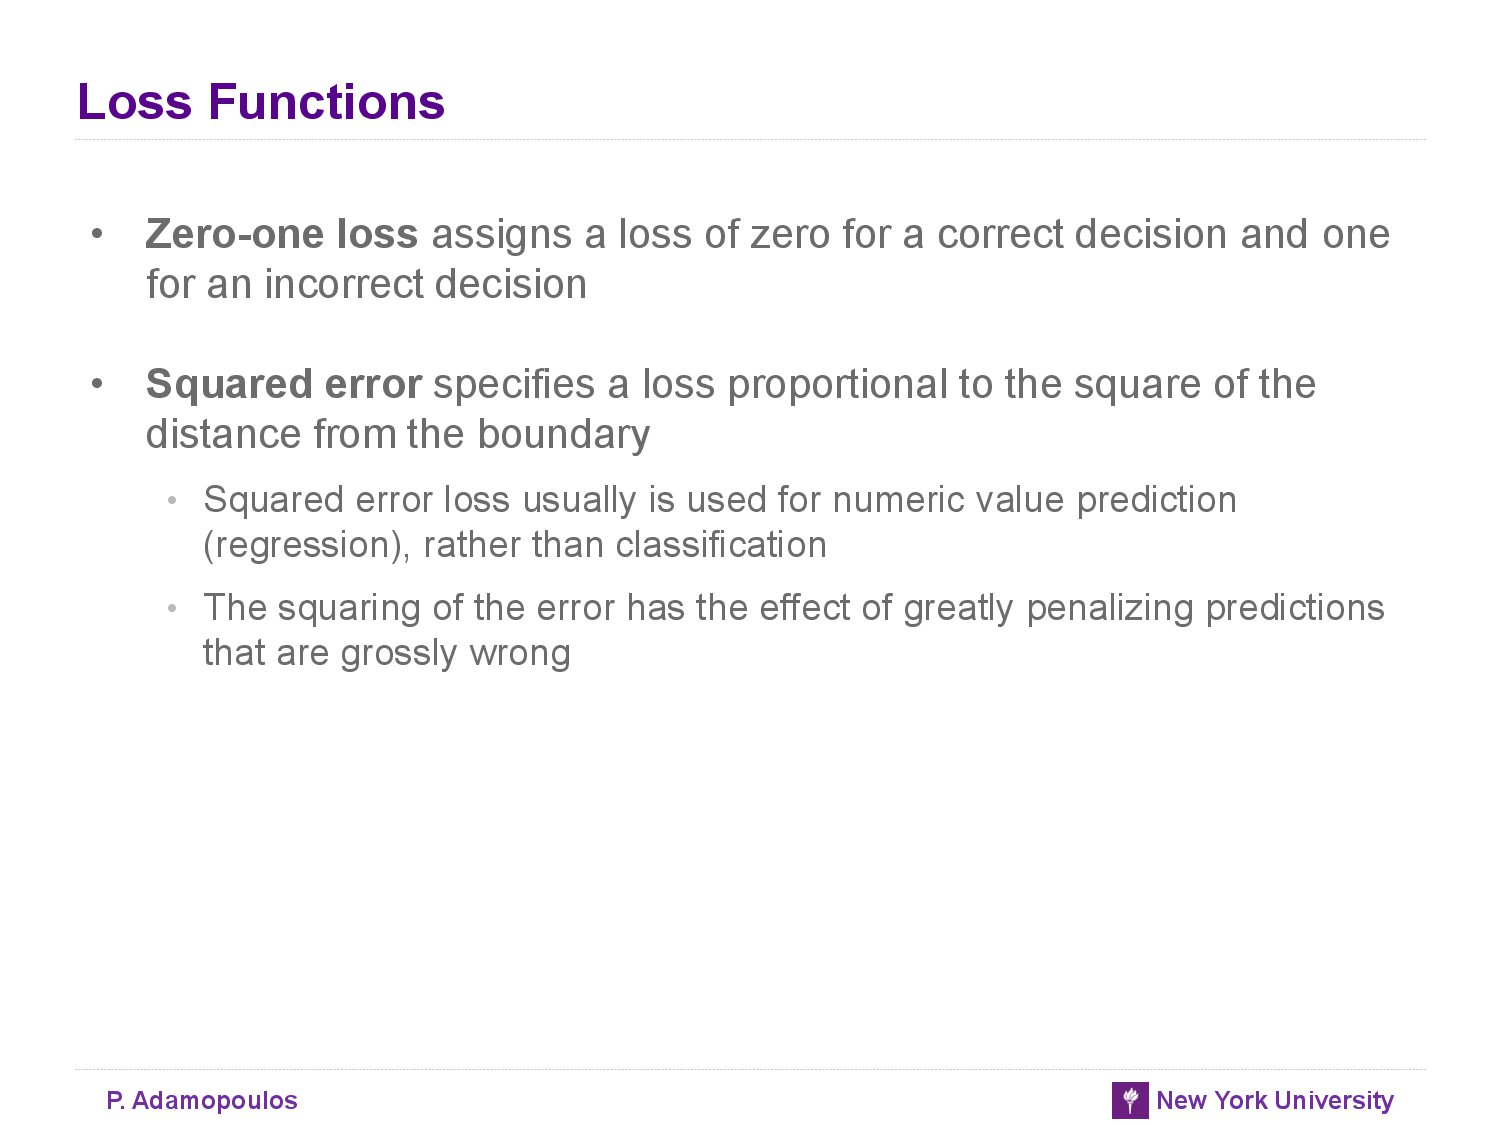 Loss Functions
• Zero-one loss assigns a loss of zero for a correct decision and one
for an incorrect decision
• Squared error specifies a loss proportional to the square of the
distance from the boundary
• Squared error loss usually is used for numeric value prediction
(regression), rather than classification
• The squaring of the error has the effect of greatly penalizing predictions
that are grossly wrong
P. Adamopoulos
New York University